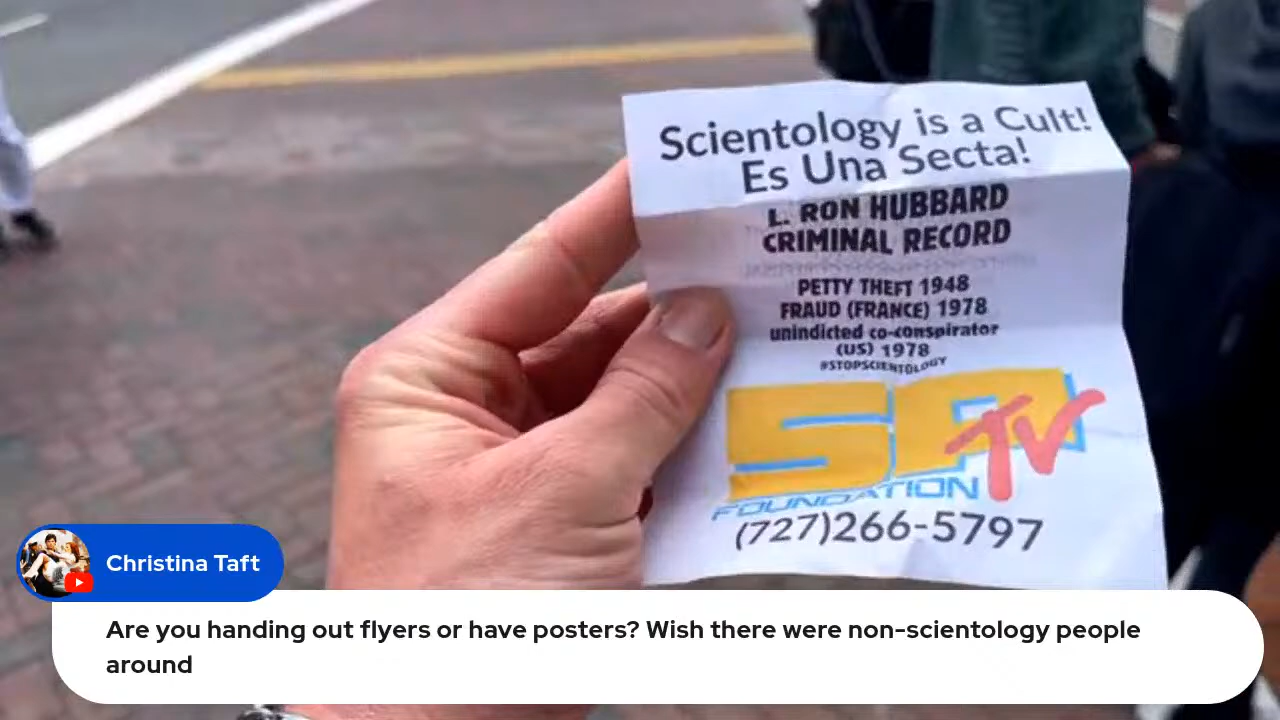 Scientology is a Cult!
Es Una Secta!
L. RON HUBBARD
CRIMINAL RECORD
PETTY THEFT 1948
FRAUD (FRANCE) 1978
unindicted co-conspirator
(US) 1978
#STOPSCIENTOLOGY
SPTV
FOUNDATION
(727)266-5797
Christina Taft
Are you handing out flyers or have posters? Wish there were non-scientology people
around